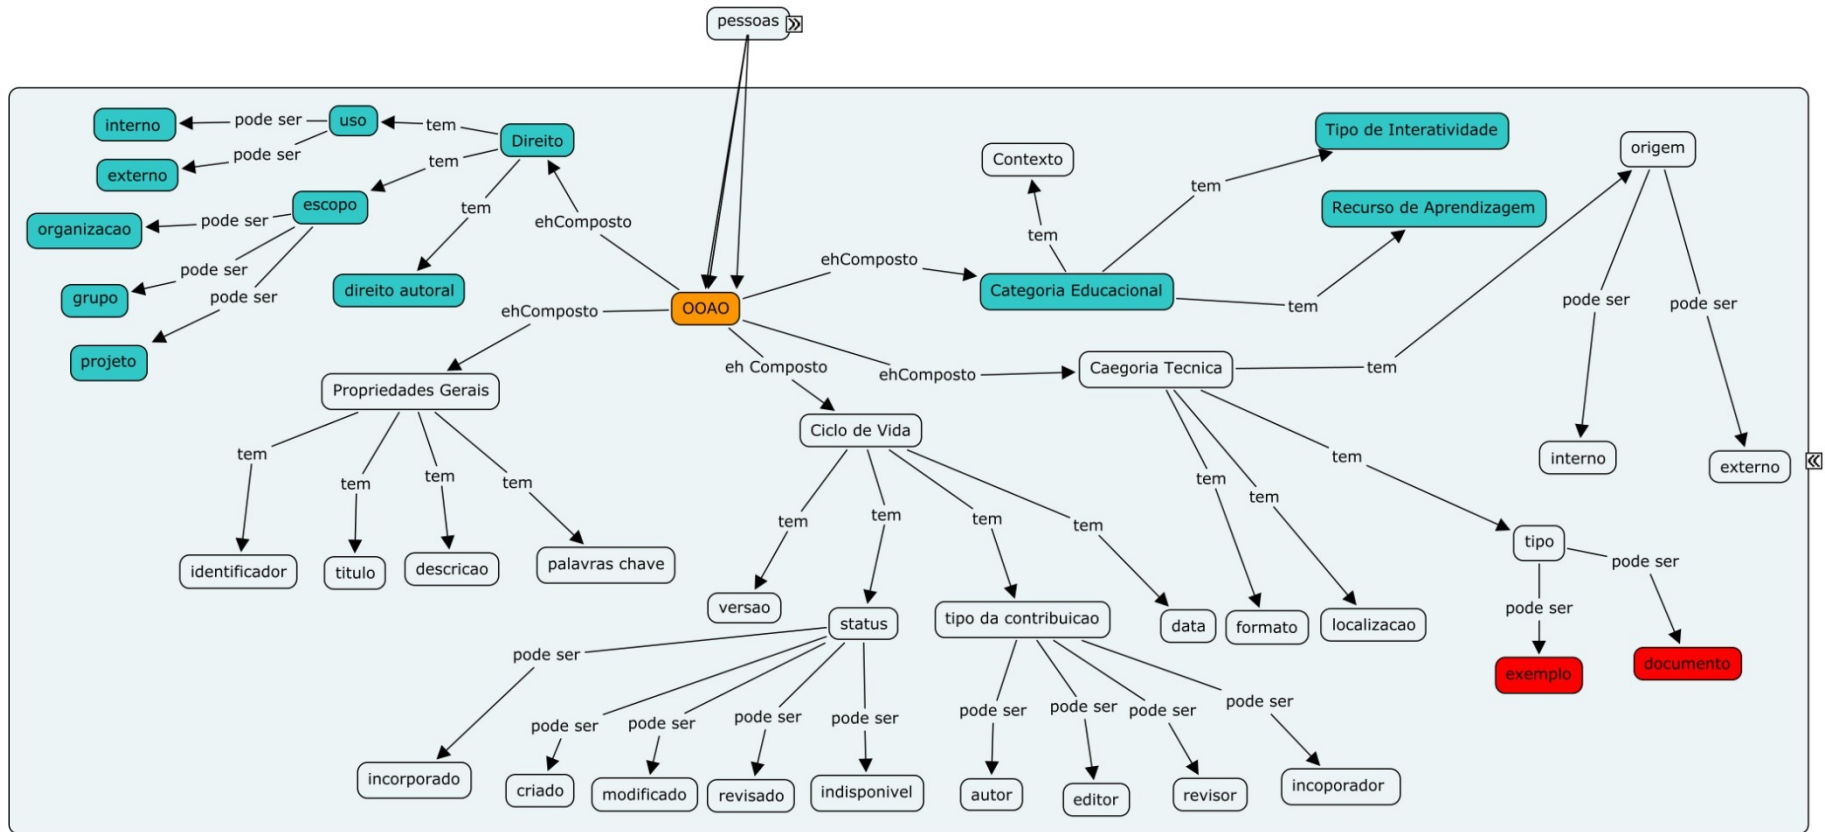 pessoas
interno
pode ser
uso
tem
Direito
externo
pode ser
tem
escopo
organizacao
pode ser
tem
ehComposto
grupo
pode ser
pode ser
direito autoral
projeto
Contexto
tem
Tipo de Interatividade
tem
Recurso de Aprendizagem
tem
origem
ehComposto
Categoria Educacional
OOAO
pode ser
pode ser
ehComposto
eh Composto
ehComposto
Caegoria Tecnica
tem
Propriedades Gerais
Ciclo de Vida
interno
externo
tem
tem
tem
tem
tem
tem
tem
tem
tem
tem
tem
identificador
titulo
descricao
palavras chave
versao
status
tipo da contribuicao
data
formato
localizacao
tipo
pode ser
pode ser
exemplo
documento
pode ser
pode ser
pode ser
pode ser
pode ser
pode ser
pode ser
pode ser
pode ser
incorporado
criado
modificado
revisado
indisponivel
autor
editor
revisor
incoporador